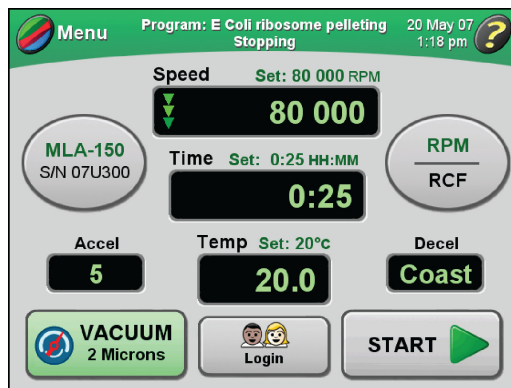 Menu
Program: E Coli ribosome pelleting
Stopping
20 May 07
1:18 pm
?
Speed Set: 80 000 RPM
80 000
MLA-150
S/N 07U300
Time Set: 0:25 HH:MM
0:25
RPM
RCF
Accel
5
Temp Set: 20°c
20.0
Decel
Coast
VACUUM
2 Microns
Login
START